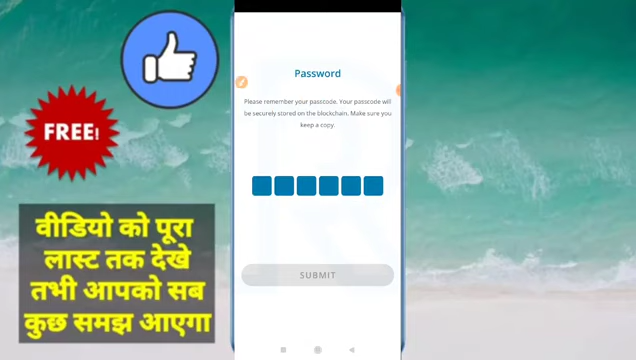 FREE!
वीडियो को पूरा
लास्ट तक देखे
तभी आपको सब
कुछ समझ आएगा
Password
Please remember your passcode. Your passcode will
be securely stored on the blockchain. Make sure you
keep a copy.
SUBMIT